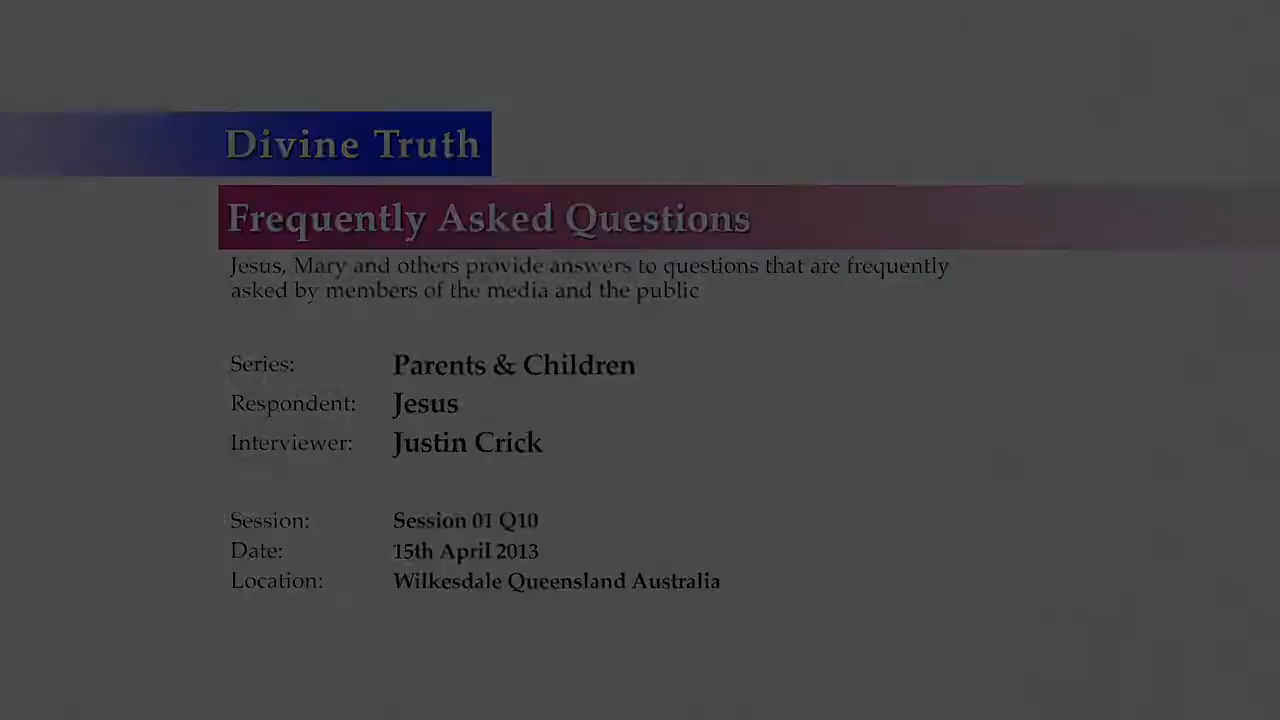 Divine Truth
Frequently Asked Questions
Jesus, Mary and others provide answers to questions that are frequently
asked by members of the media and the public
Series: Parents & Children
Respondent: Jesus
Interviewer: Justin Crick
Session: Session 01 Q10
Date: 15th April 2013
Location: Wilkesdale Queensland Australia